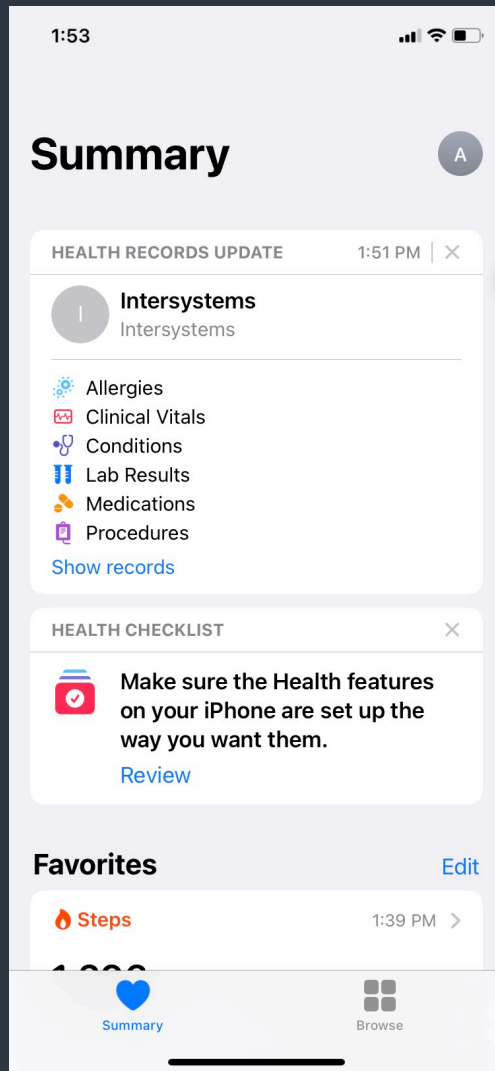 1:53
Summary
A
HEALTH RECORDS UPDATE 1:51 PM
I
Intersystems
Intersystems
Allergies
Clinical Vitals
Conditions
Lab Results
Medications
Procedures
Show records
HEALTH CHECKLIST
Make sure the Health features
on your iPhone are set up the
way you want them.
Review
Favorites Edit
Steps 1:39 PM
Summary Browse